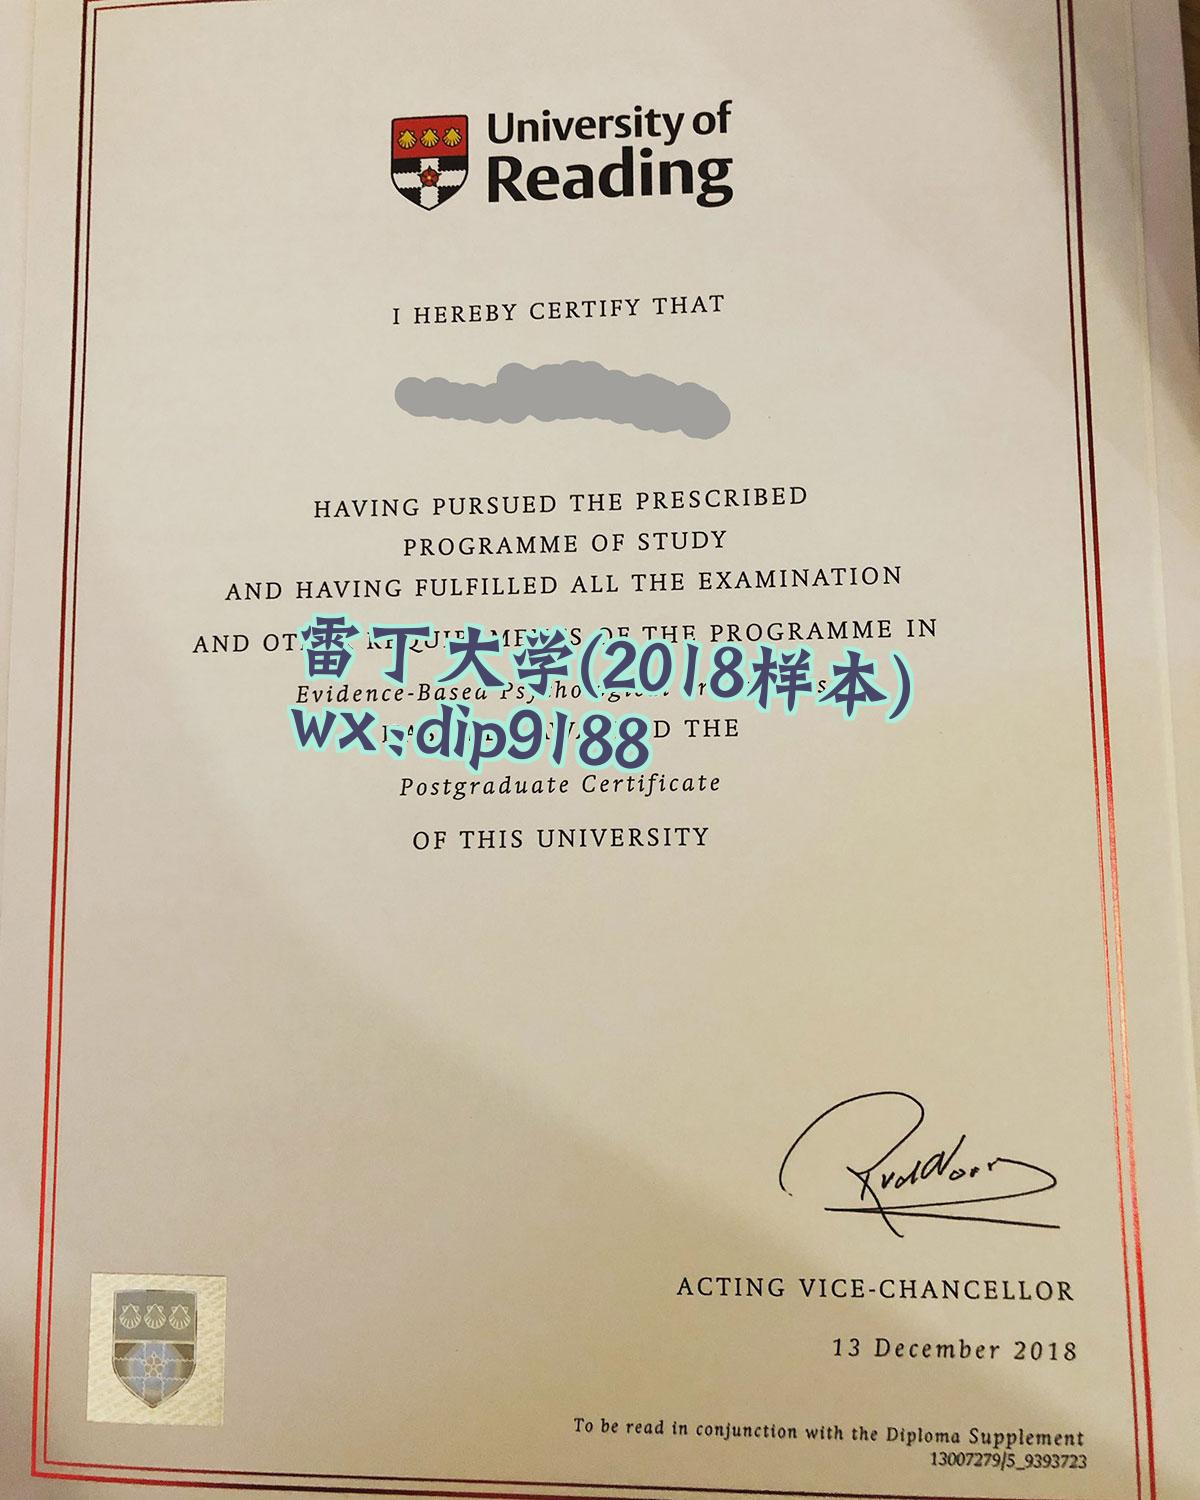 University of
Reading
I HEREBY CERTIFY THAT
HAVING PURSUED THE PRESCRIBED
PROGRAMME OF STUDY
AND HAVING FULFILLED ALL THE EXAMINATION
AND OF THE PROGRAMME IN
雷丁大学(2018样本)
Evidence-Based
wx:dip9188
THE
Postgraduate Certificate
OF THIS UNIVERSITY
ACTING VICE-CHANCELLOR
13 December 2018
To be read in conjunction with the Diploma Supplement
13007279/5_9393723